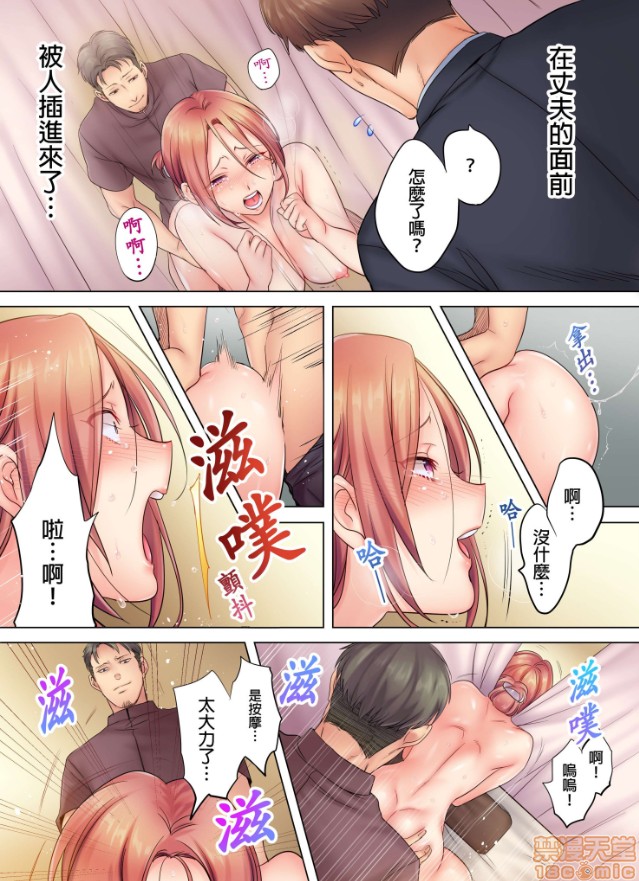 在丈夫的面前
被人插進來了…
?
怎麼了嗎?
啊…
啊啊…
拿出…
啊…
沒什麼…
哈—
哈—
滋噗
顫抖
啦…啊!
滋噗
啊!
嗚嗚!
滋
是按摩…
太大力了…
滋
滋
禁漫天堂
18comic